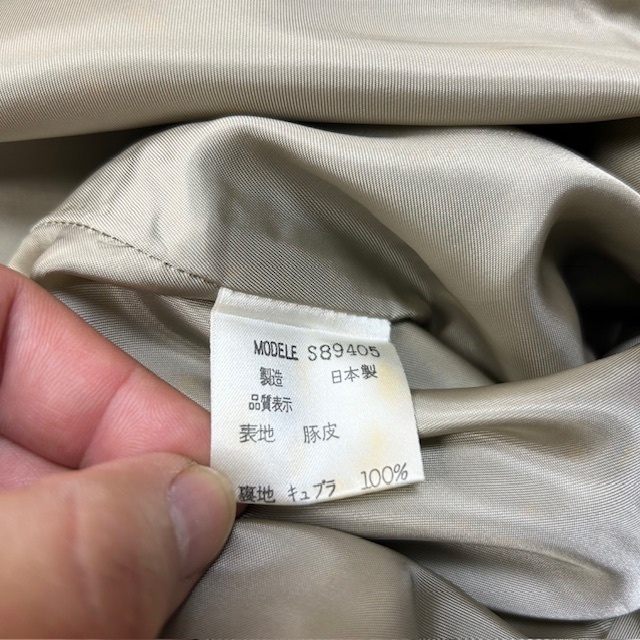 MODELE S89405
製造 日本製
品質表示
表地 豚皮
裏地 キュプラ 100%